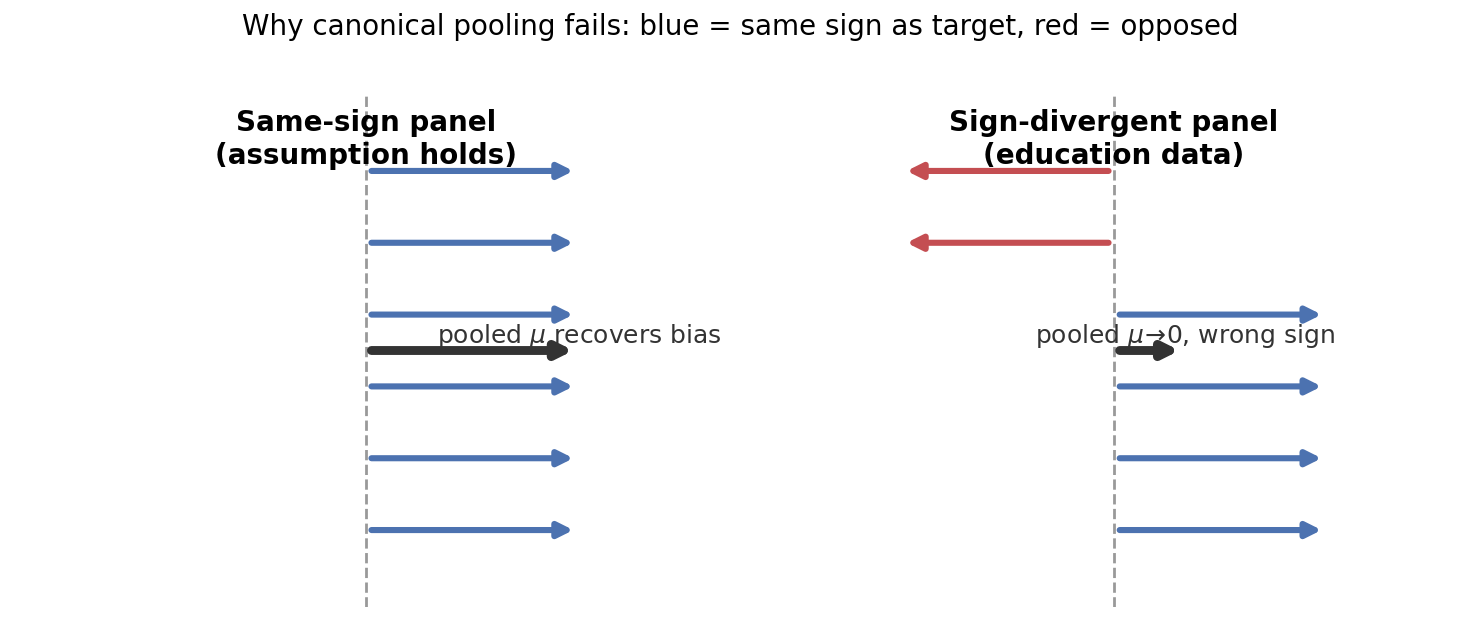 Why canonical pooling fails: blue = same sign as target, red = opposed
Same-sign panel
(assumption holds)
pooled μ recovers bias
Sign-divergent panel
(education data)
pooled μ→0, wrong sign